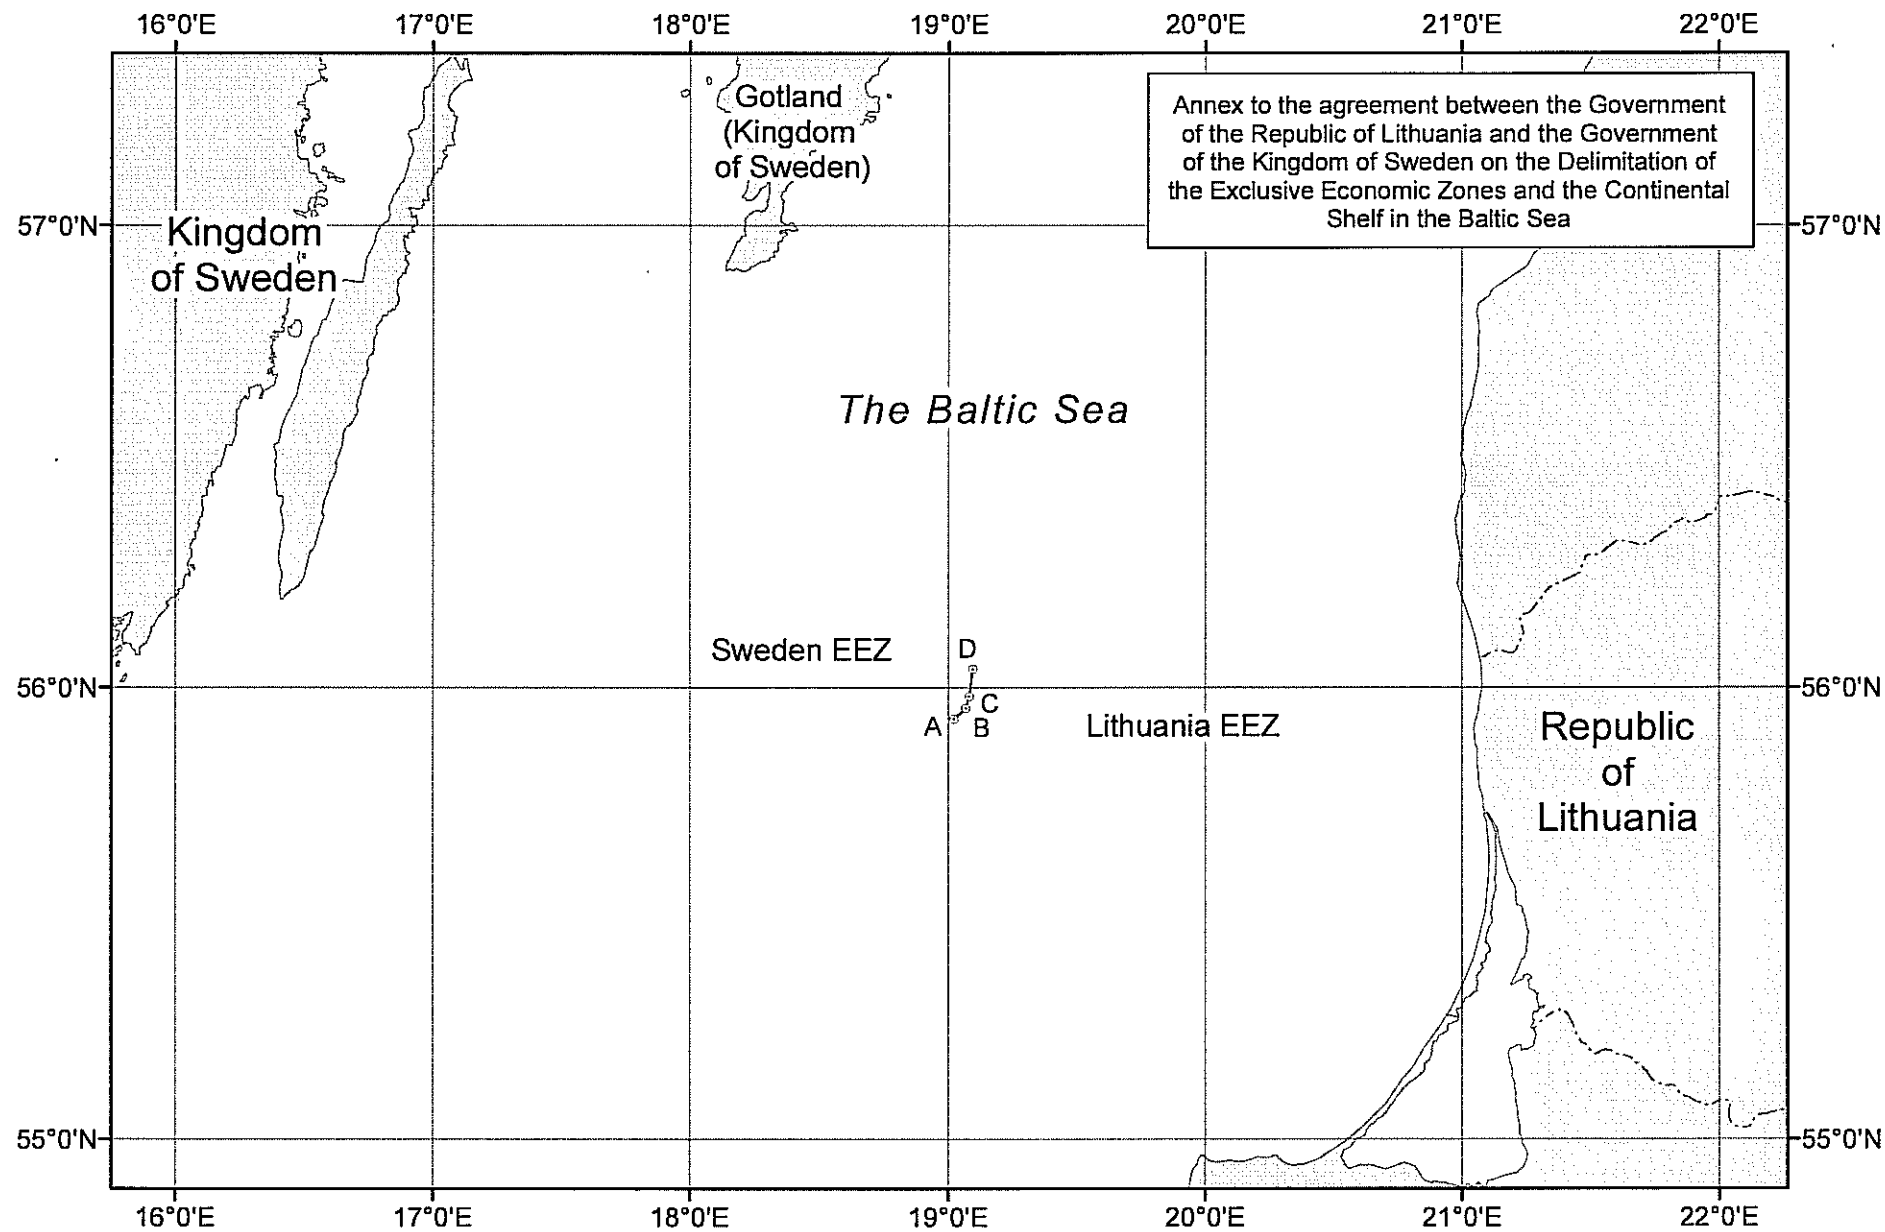 16°0'E 17°0'E 18°0'E 19°0'E 20°0'E 21°0'E 22°0'E
Gotland
(Kingdom
of Sweden)
Annex to the agreement between the Government
of the Republic of Lithuania and the Government
of the Kingdom of Sweden on the Delimitation of
the Exclusive Economic Zones and the Continental
Shelf in the Baltic Sea
57°0'N 57°0'N
Kingdom
of Sweden
The Baltic Sea
Sweden EEZ
D
56°0'N 56°0'N
C
A
B
Lithuania EEZ
Republic
of
Lithuania
55°0'N 55°0'N
16°0'E 17°0'E 18°0'E 19°0'E 20°0'E 21°0'E 22°0'E